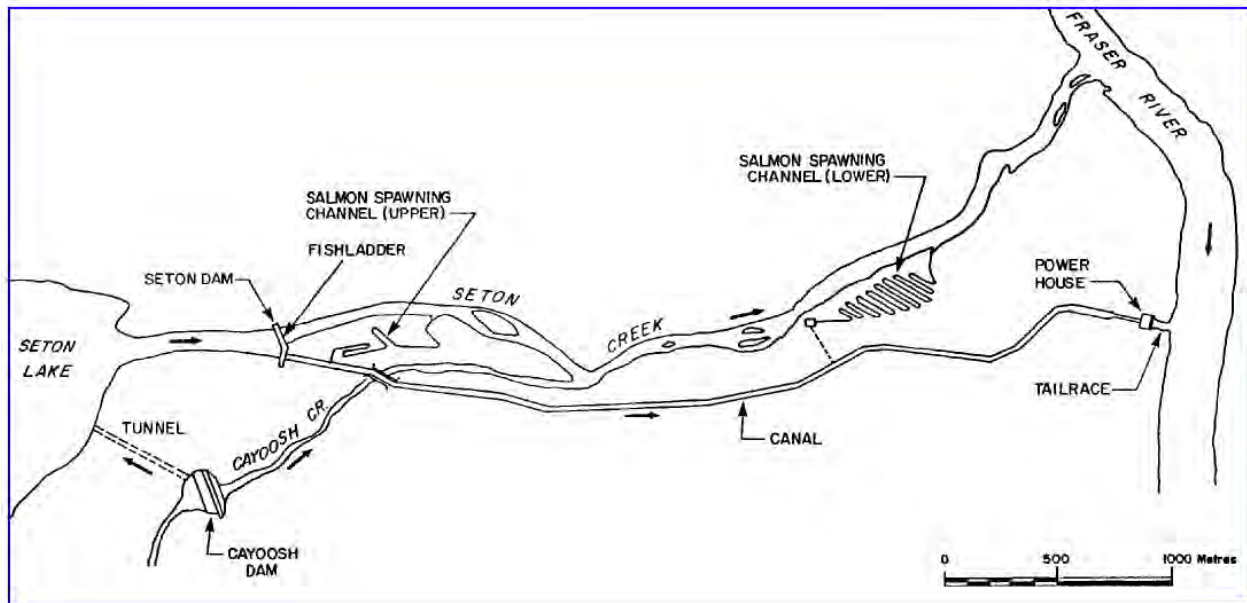 FRASER
RIVER
SALMON SPAWNING
CHANNEL (LOWER)
SALMON SPAWNING
CHANNEL (UPPER)
FISHLADDER
SETON DAM
SETON
CREEK
POWER
HOUSE
SETON
LAKE
TAILRACE
TUNNEL
CAYOOSH CR.
CANAL
CAYOOSH
DAM
0 500 1000 Metres